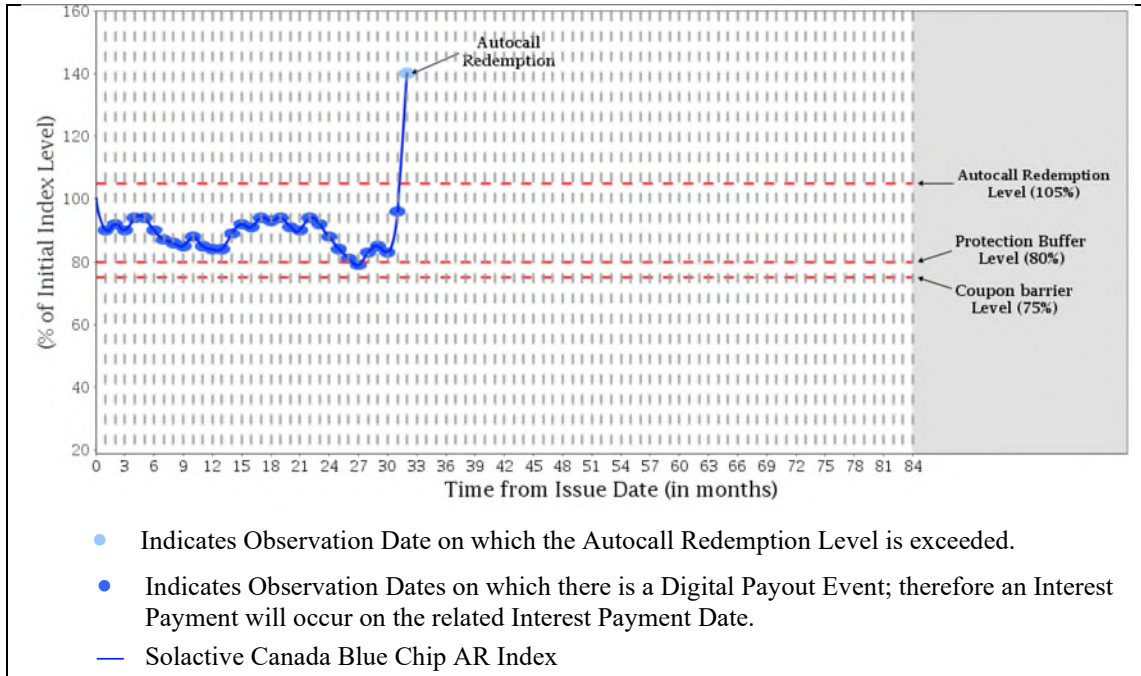 160
140
120
100
80
60
40
20
(% of Initial Index Level)
Autocall
Redemption
Autocall Redemption
Level (105%)
Protection Buffer
Level (80%)
Coupon barrier
Level (75%)
0 3 6 9 12 15 18 21 24 27 30 33 36 39 42 45 48 51 54 57 60 63 66 69 72 75 78 81 84
Time from Issue Date (in months)
Indicates Observation Date on which the Autocall Redemption Level is exceeded.
Indicates Observation Dates on which there is a Digital Payout Event; therefore an Interest
Payment will occur on the related Interest Payment Date.
Solactive Canada Blue Chip AR Index